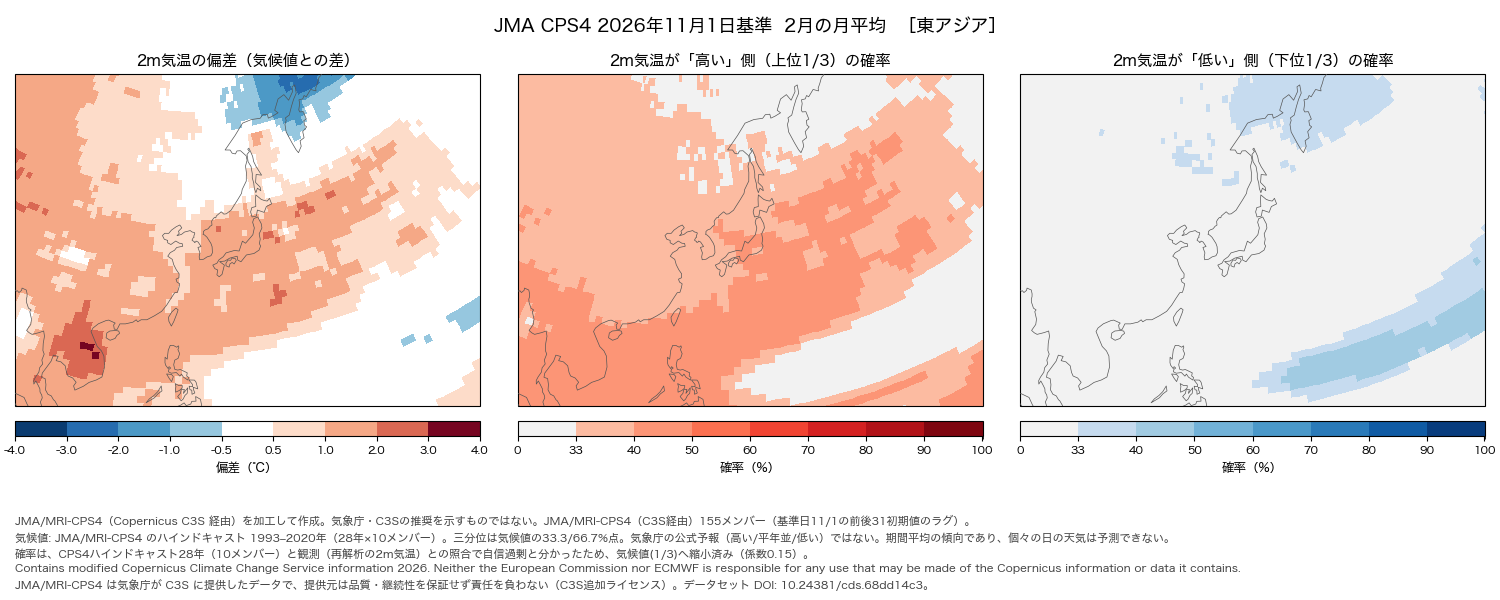 JMA CPS4 2026年11月1日基準 2月の月平均 ［東アジア］
2m気温の偏差（気候値との差）
2m気温が「高い」側（上位1/3）の確率
2m気温が「低い」側（下位1/3）の確率
-4.0 -3.0 -2.0 -1.0 -0.5 0.5 1.0 2.0 3.0 4.0
偏差（℃）
0 33 40 50 60 70 80 90 100
確率（%）
0 33 40 50 60 70 80 90 100
確率（%）
JMA/MRI-CPS4（Copernicus C3S 経由）を加工して作成。気象庁・C3Sの推奨を示すものではない。JMA/MRI-CPS4（C3S経由）155メンバー（基準日11/1の前後31初期値のラグ）。
気候値: JMA/MRI-CPS4 のハインドキャスト 1993–2020年（28年×10メンバー）。三分位は気候値の33.3/66.7%点。気象庁の公式予報（高い/平年並/低い）ではない。期間平均の傾向であり、個々の日の天気は予測できない。
確率は、CPS4ハインドキャスト28年（10メンバー）と観測（再解析の2m気温）との照合で自信過剰と分かったため、気候値(1/3)へ縮小済み（係数0.15）。
Contains modified Copernicus Climate Change Service information 2026. Neither the European Commission nor ECMWF is responsible for any use that may be made of the Copernicus information or data it contains.
JMA/MRI-CPS4 は気象庁が C3S に提供したデータで、提供元は品質・継続性を保証せず責任を負わない（C3S追加ライセンス）。データセット DOI: 10.24381/cds.68dd14c3。